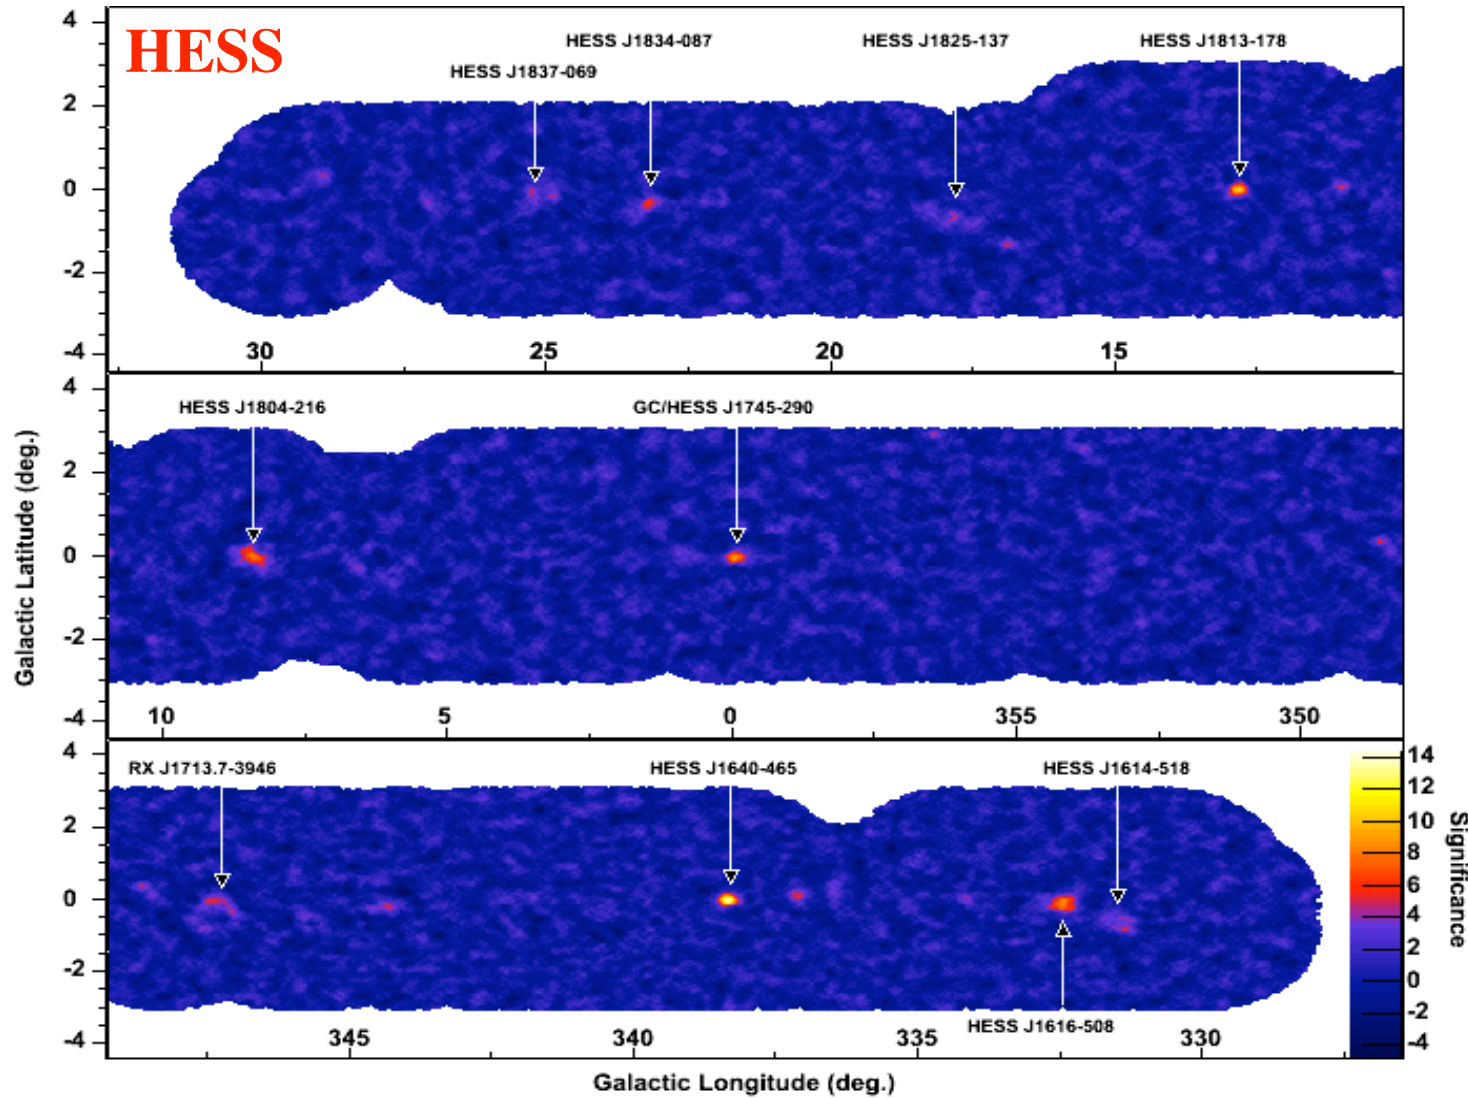 HESS
HESS J1834-087
HESS J1825-137
HESS J1813-178
HESS J1837-069
4
2
0
-2
-4
30
25
20
15
HESS J1804-216
GC/HESS J1745-290
4
2
0
-2
-4
10
5
0
355
350
RX J1713.7-3946
HESS J1640-465
HESS J1614-518
HESS J1616-508
4
2
0
-2
-4
345
340
335
330
14
12
10
8
6
4
2
0
-2
-4
Significance
Galactic Latitude (deg.)
Galactic Longitude (deg.)